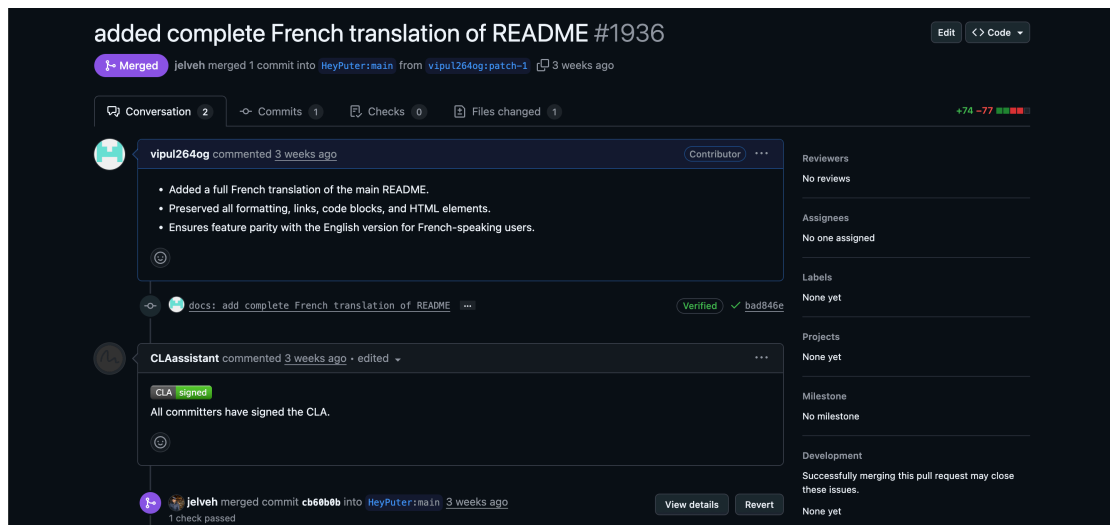 added complete French translation of README #1936
Edit
<> Code
Merged
jelveh merged 1 commit into HeyPuter:main from vipul264og:patch-1 3 weeks ago
Conversation 2
Commits 1
Checks 0
Files changed 1
+74 −77
vipul264og commented 3 weeks ago
Contributor
• Added a full French translation of the main README.
• Preserved all formatting, links, code blocks, and HTML elements.
• Ensures feature parity with the English version for French-speaking users.
docs: add complete French translation of README
Verified
bad846e
CLAassistant commented 3 weeks ago • edited
CLA signed
All committers have signed the CLA.
jelveh merged commit cb60b0b into HeyPuter:main 3 weeks ago
1 check passed
View details
Revert
Reviewers
No reviews
Assignees
No one assigned
Labels
None yet
Projects
None yet
Milestone
No milestone
Development
Successfully merging this pull request may close
these issues.
None yet